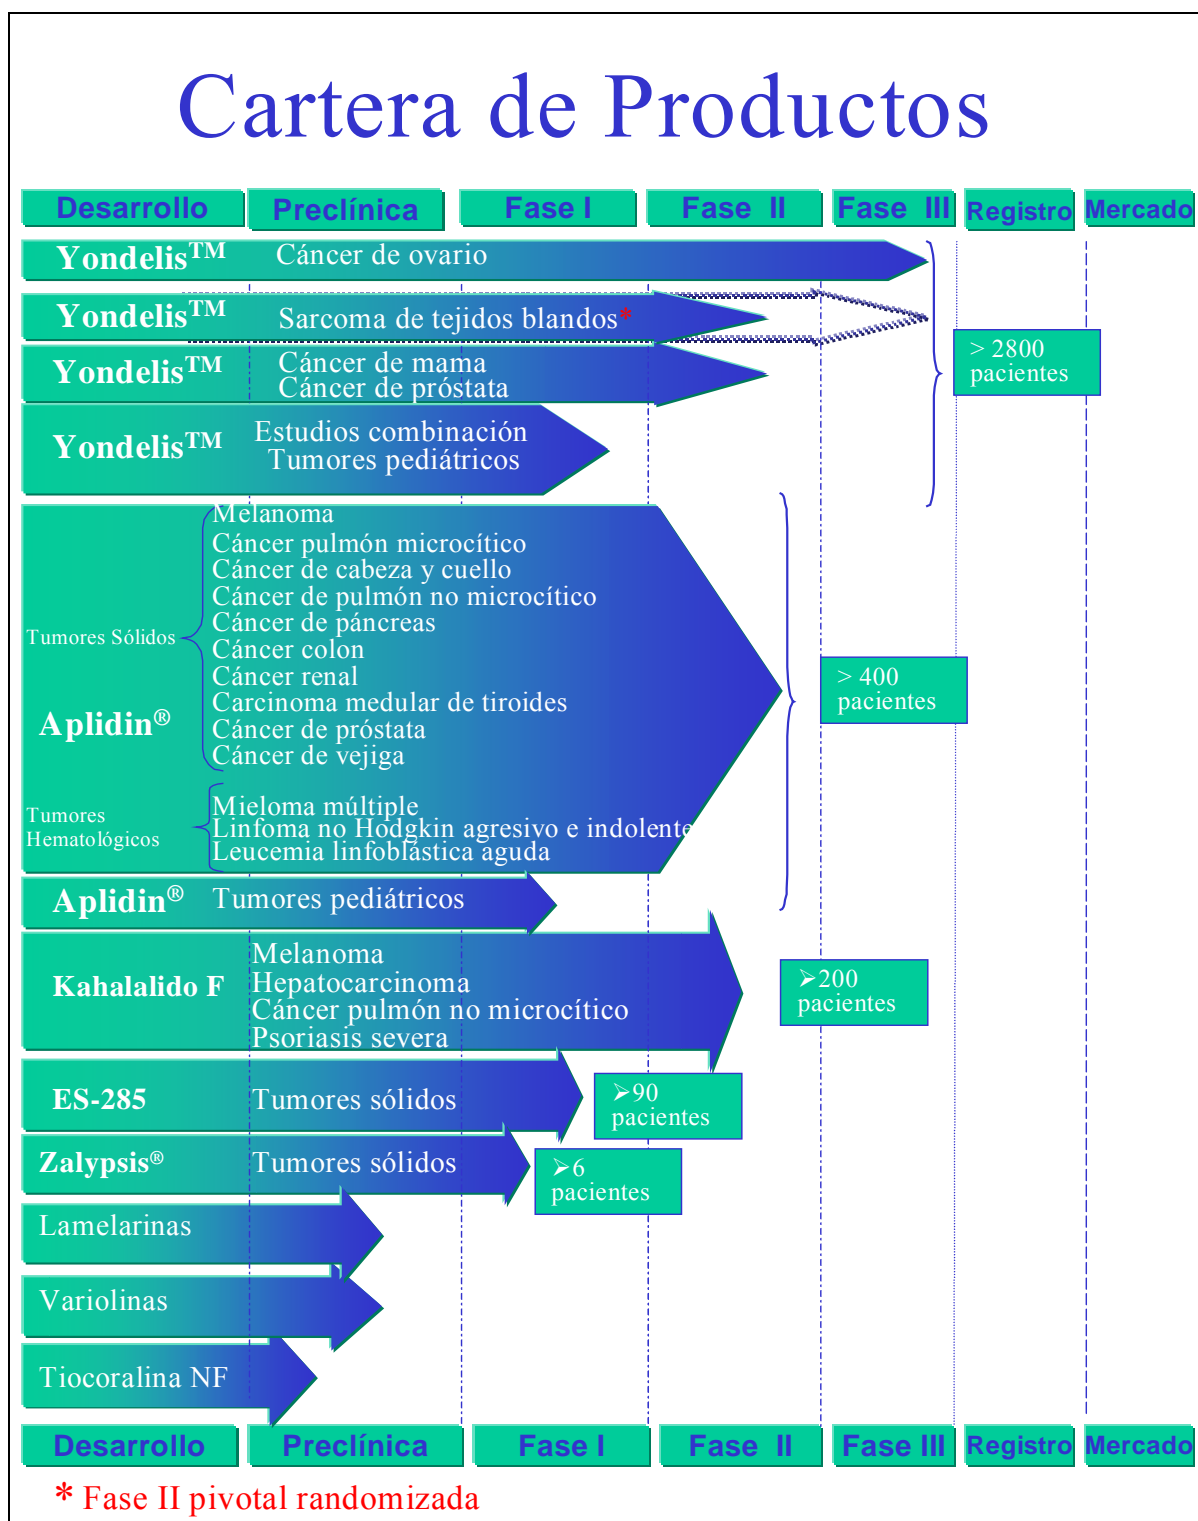 Cartera de Productos
Desarrollo Preclínica Fase I Fase II Fase III Registro Mercado
Yondelis™ Cáncer de ovario
Yondelis™ Sarcoma de tejidos blandos*
Yondelis™ Cáncer de mama
Cáncer de próstata
> 2800
pacientes
Yondelis™ Estudios combinación
Tumores pediátricos
Melanoma
Cáncer pulmón microcítico
Cáncer de cabeza y cuello
Cáncer de pulmón no microcítico
Cáncer de páncreas
Tumores Sólidos
Cáncer colon
Cáncer renal
Carcinoma medular de tiroides
Aplidin®
Cáncer de próstata
Cáncer de vejiga
> 400
pacientes
Tumores
Hematológicos
Mieloma múltiple
Linfoma no Hodgkin agresivo e indolente
Leucemia linfoblástica aguda
Aplidin® Tumores pediátricos
Kahalalido F
Melanoma
Hepatocarcinoma
Cáncer pulmón no microcítico
Psoriasis severa
➢200
pacientes
ES-285 Tumores sólidos
➢90
pacientes
Zalypsis® Tumores sólidos
➢6
pacientes
Lamelarinas
Variolinas
Tiocoralina NF
Desarrollo Preclínica Fase I Fase II Fase III Registro Mercado
* Fase II pivotal randomizada